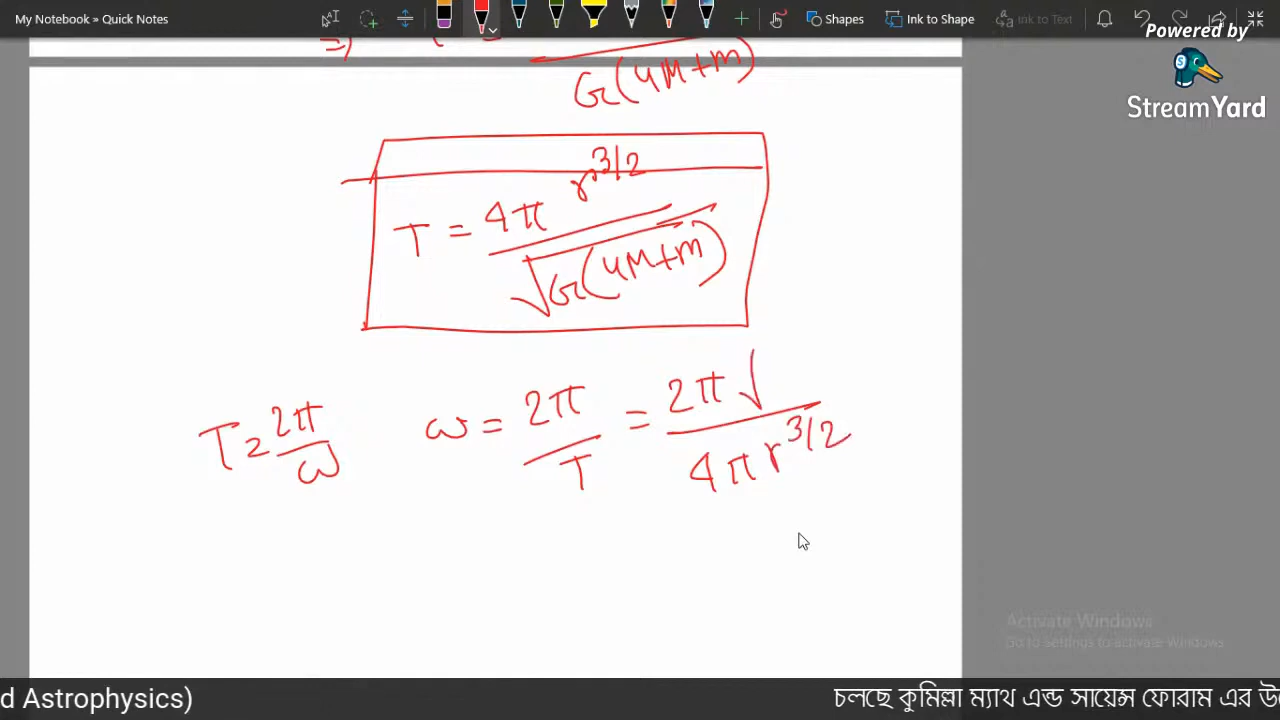 My Notebook » Quick Notes
Shapes
Ink to Shape
Ink to Text
Powered by
StreamYard
=)
G(4M+m)
T = 4π r^3/2 / √G(4M+m)
T = 2π/ω
ω = 2π/T = 2π√ / 4πr^3/2
Activate Windows
Go to settings to activate Windows.
d Astrophysics)
চলছে কুমিল্লা ম্যাথ এন্ড সায়েন্স ফোরাম এর উ